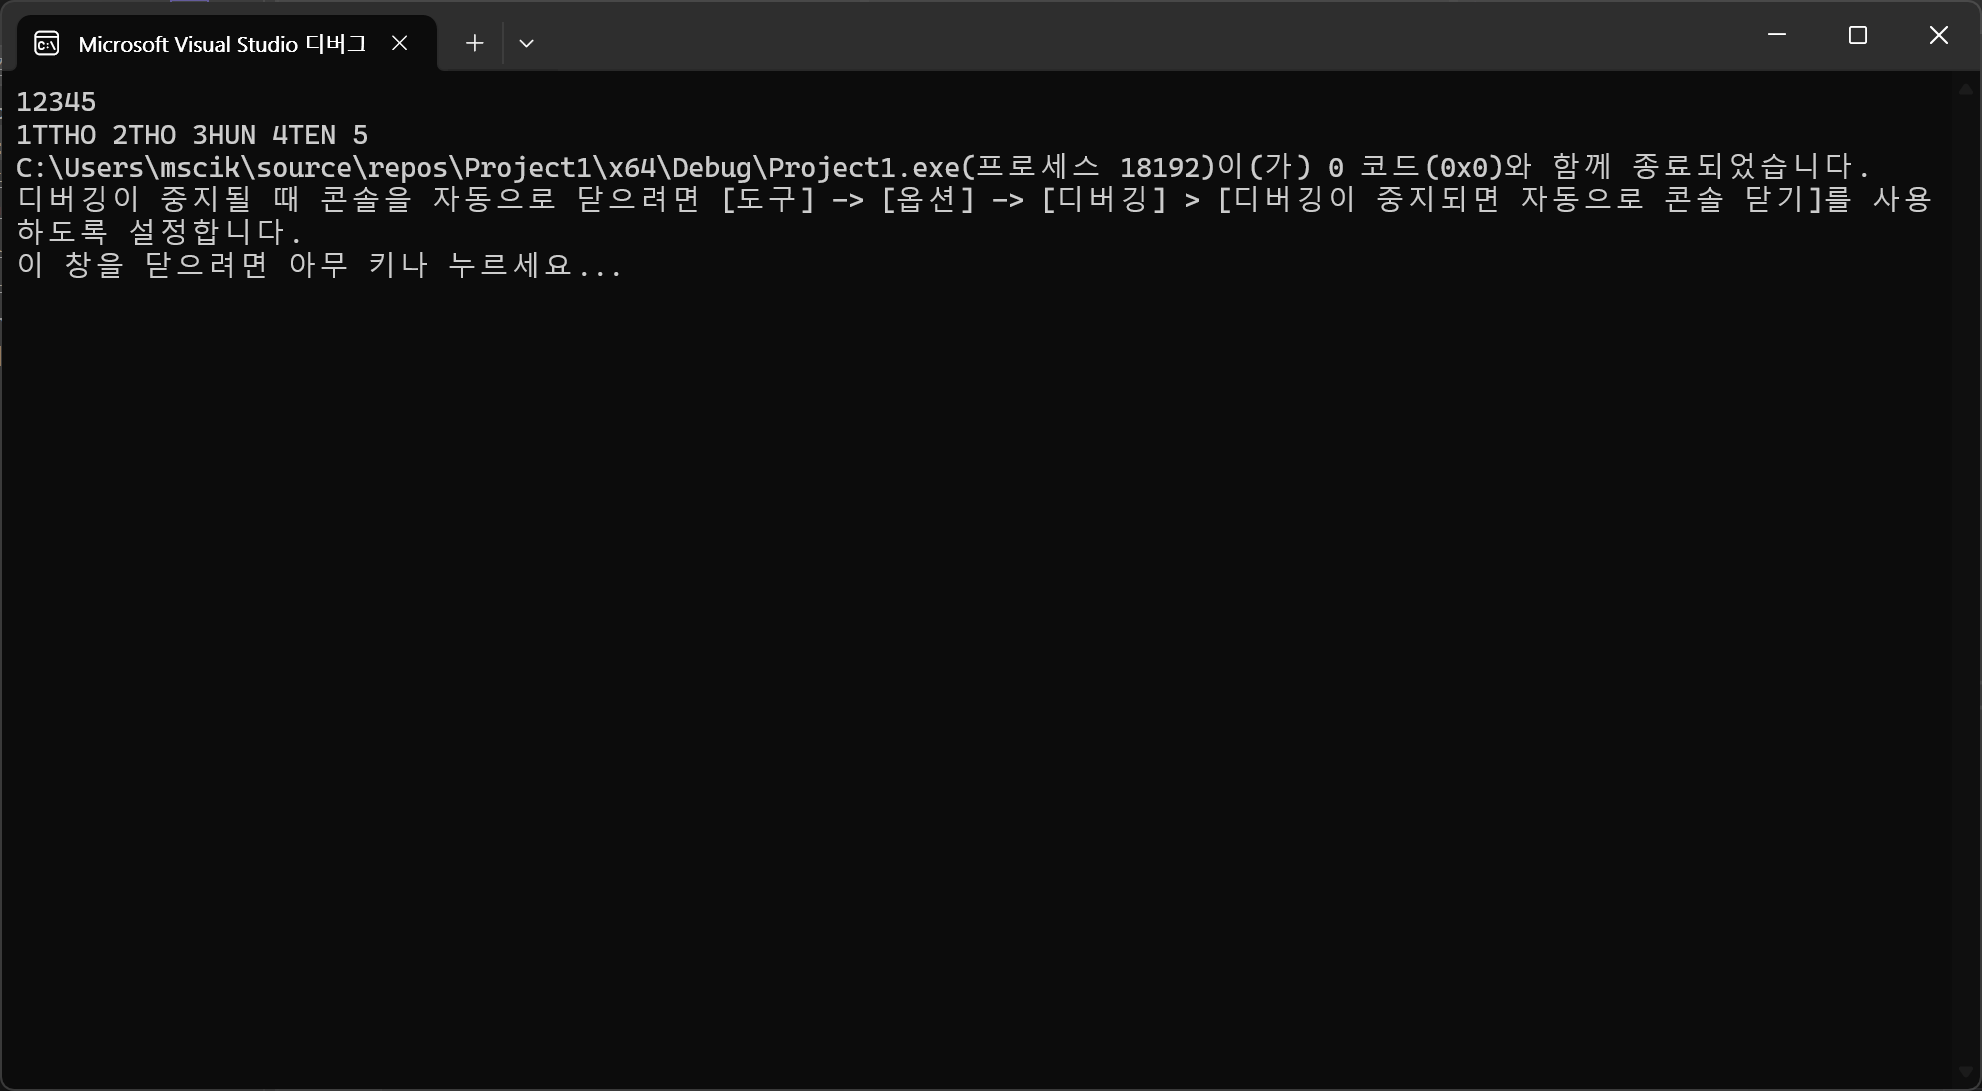 Microsoft Visual Studio 디버그
12345
1TTHO 2THO 3HUN 4TEN 5
C:\Users\mscik\source\repos\Project1\x64\Debug\Project1.exe(프로세스 18192)이(가) 0 코드(0x0)와 함께 종료되었습니다.
디버깅이 중지될 때 콘솔을 자동으로 닫으려면 [도구] -> [옵션] -> [디버깅] > [디버깅이 중지되면 자동으로 콘솔 닫기]를 사용
하도록 설정합니다.
이 창을 닫으려면 아무 키나 누르세요...